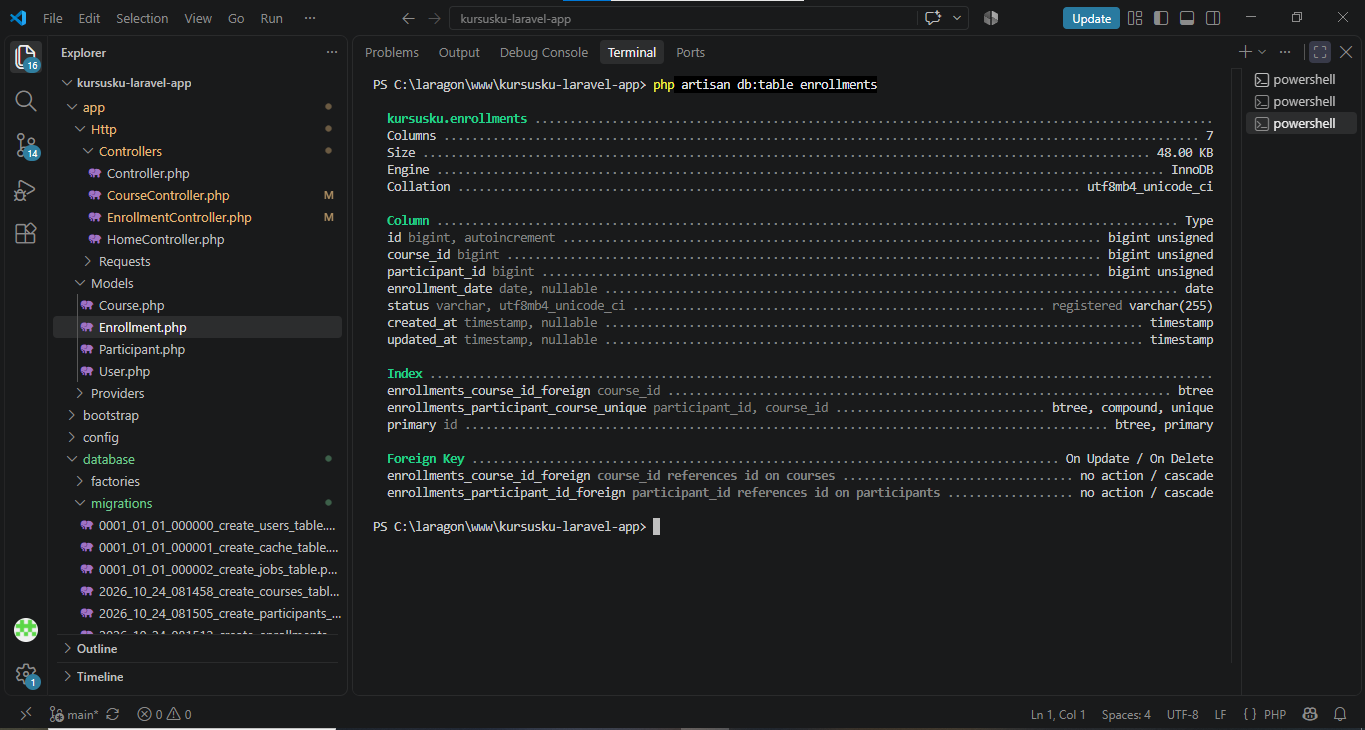 File Edit Selection View Go Run ··· kursusku-laravel-app Update
Explorer ···
16
14
1
kursusku-laravel-app
app
Http
Controllers
Controller.php
CourseController.php M
EnrollmentController.php M
HomeController.php
Requests
Models
Course.php
Enrollment.php
Participant.php
User.php
Providers
bootstrap
config
database
factories
migrations
0001_01_01_000000_create_users_table....
0001_01_01_000001_create_cache_table....
0001_01_01_000002_create_jobs_table.p...
2026_10_24_081458_create_courses_tabl...
2026_10_24_081505_create_participants_...
Outline
Timeline
Problems Output Debug Console Terminal Ports
PS C:\laragon\www\kursusku-laravel-app> php artisan db:table enrollments
kursusku.enrollments
Columns 7
Size 48.00 KB
Engine InnoDB
Collation utf8mb4_unicode_ci
Column Type
id bigint, autoincrement bigint unsigned
course_id bigint bigint unsigned
participant_id bigint bigint unsigned
enrollment_date date, nullable date
status varchar, utf8mb4_unicode_ci registered varchar(255)
created_at timestamp, nullable timestamp
updated_at timestamp, nullable timestamp
Index
enrollments_course_id_foreign course_id btree
enrollments_participant_course_unique participant_id, course_id btree, compound, unique
primary id btree, primary
Foreign Key On Update / On Delete
enrollments_course_id_foreign course_id references id on courses no action / cascade
enrollments_participant_id_foreign participant_id references id on participants no action / cascade
PS C:\laragon\www\kursusku-laravel-app>
powershell
powershell
powershell
main* 0 0 Ln 1, Col 1 Spaces: 4 UTF-8 LF { } PHP